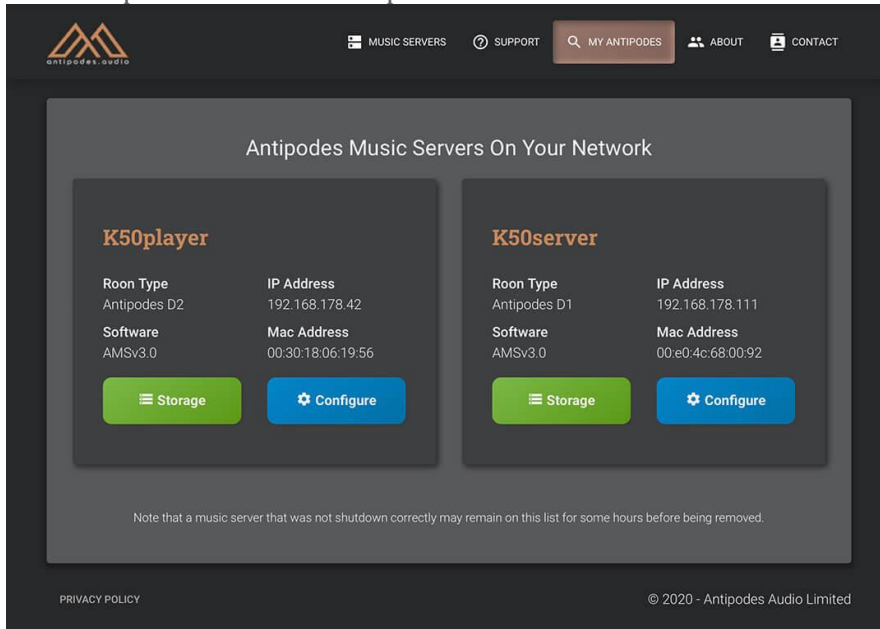 antipodes.audio
MUSIC SERVERS
SUPPORT
MY ANTIPODES
ABOUT
CONTACT
Antipodes Music Servers On Your Network
K50player
Roon Type
Antipodes D2
IP Address
192.168.178.42
Software
AMSv3.0
Mac Address
00:30:18:06:19:56
Storage
Configure
K50server
Roon Type
Antipodes D1
IP Address
192.168.178.111
Software
AMSv3.0
Mac Address
00:e0:4c:68:00:92
Storage
Configure
Note that a music server that was not shutdown correctly may remain on this list for some hours before being removed.
PRIVACY POLICY
© 2020 - Antipodes Audio Limited